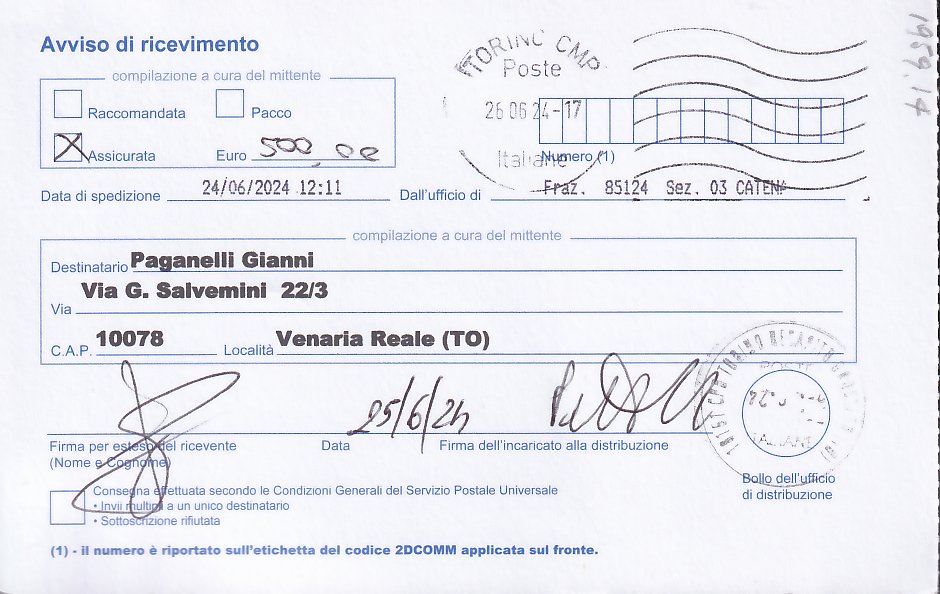 Avviso di ricevimento
compilazione a cura del mittente
Raccomandata Pacco
Assicurata Euro 500,00
Data di spedizione 24/06/2024 12:11 Dall'ufficio di Fraz. 85124 Sez. 03 CATENA
TORINO CMP
Poste
26 06 24-17
Italiane
Numero (1)
1959.14
compilazione a cura del mittente
Destinatario Paganelli Gianni
Via G. Salvemini 22/3
Via
C.A.P. 10078 Località Venaria Reale (TO)
25/6/24
Firma per esteso del ricevente Data Firma dell'incaricato alla distribuzione
(Nome e Cognome)
TORINO RECAPITO
Bollo dell'ufficio
di distribuzione
Consegna effettuata secondo le Condizioni Generali del Servizio Postale Universale
• Invii multipli a un unico destinatario
• Sottoscrizione rifiutata
(1) - il numero è riportato sull'etichetta del codice 2DCOMM applicata sul fronte.